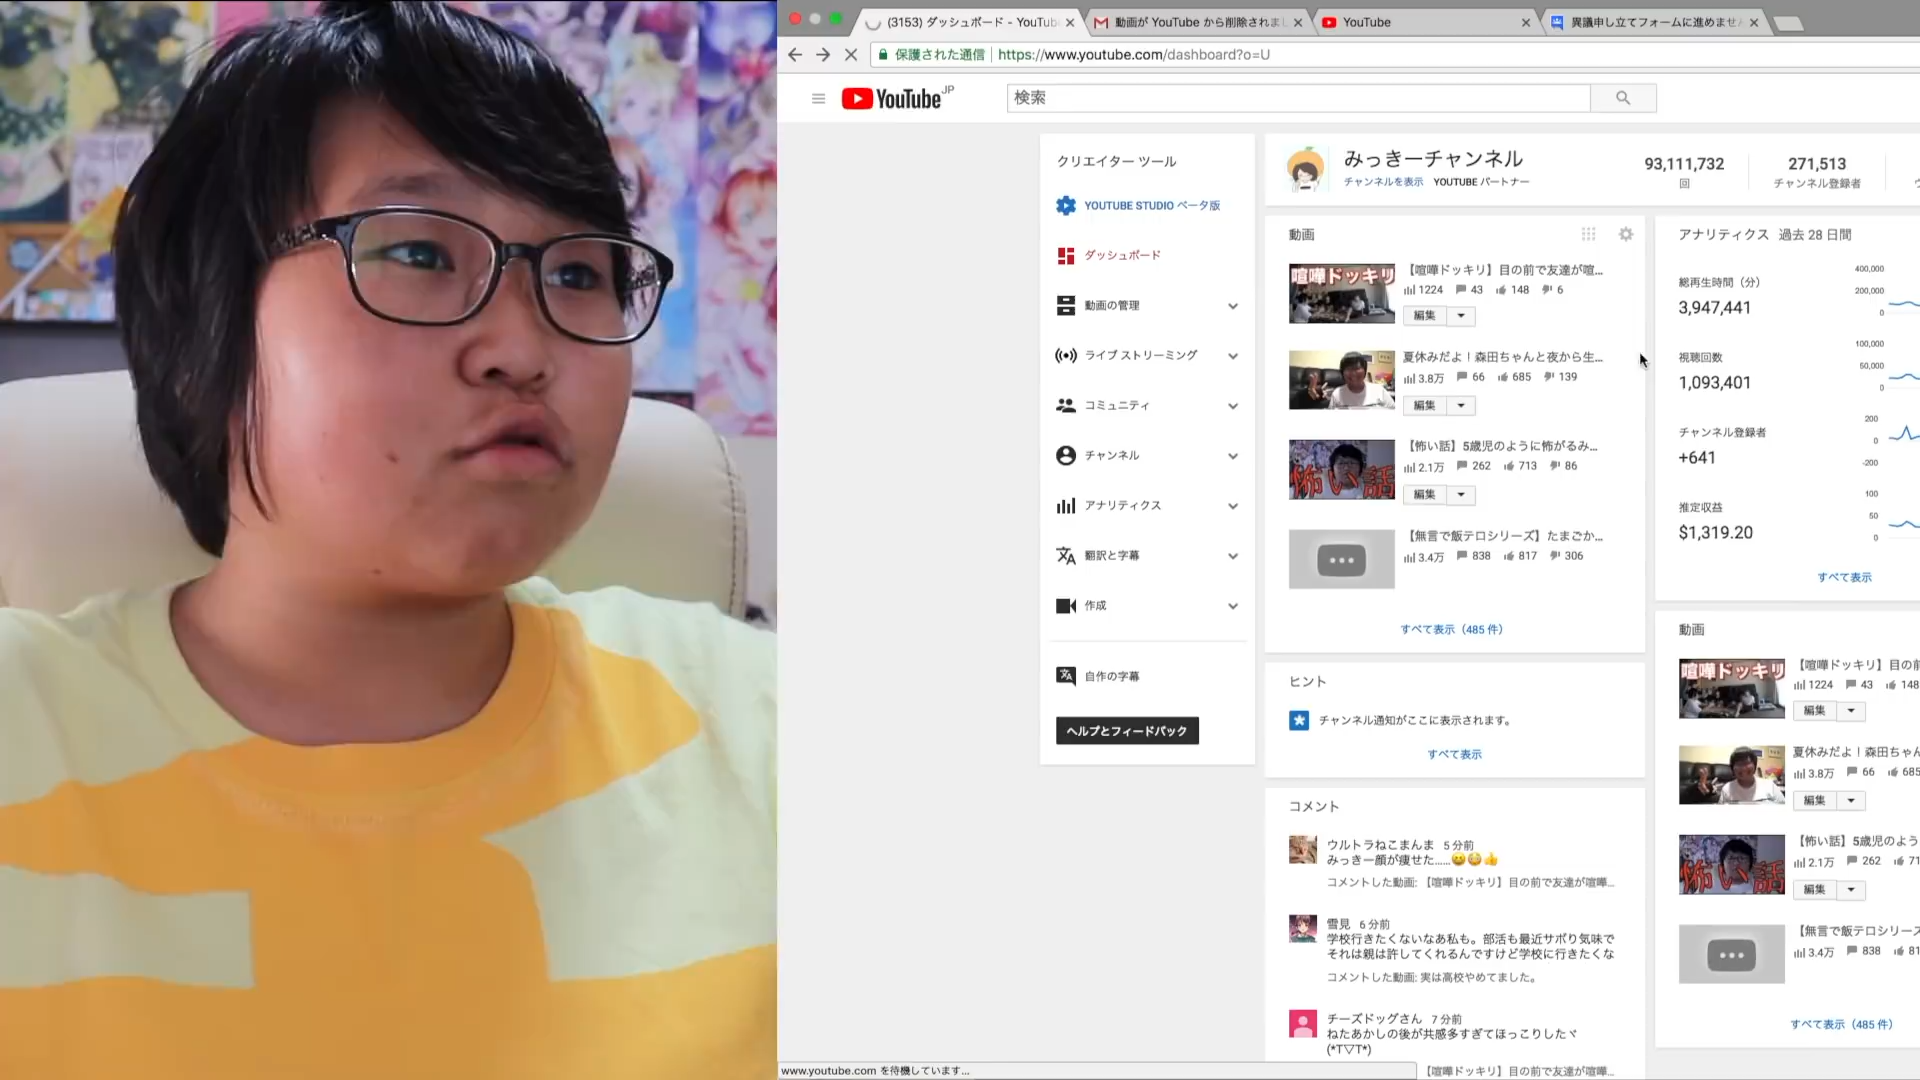 (3153) ダッシュボード - YouTub
動画が YouTube から削除されまし
YouTube
異議申し立てフォームに進めません
保護された通信 | https://www.youtube.com/dashboard?o=U
YouTube JP
検索
クリエイター ツール
YOUTUBE STUDIO ベータ版
ダッシュボード
動画の管理
ライブ ストリーミング
コミュニティ
チャンネル
アナリティクス
翻訳と字幕
作成
自作の字幕
ヘルプとフィードバック
みっきーチャンネル
チャンネルを表示 YOUTUBE パートナー
93,111,732
回
271,513
チャンネル登録者
動画
喧嘩ドッキリ
【喧嘩ドッキリ】目の前で友達が喧...
1224 43 148 6
編集
夏休みだよ！森田ちゃんと夜から生...
3.8万 66 685 139
編集
怖い話
【怖い話】5歳児のように怖がるみ...
2.1万 262 713 86
編集
【無言で飯テロシリーズ】たまごか...
3.4万 838 817 306
すべて表示（485 件）
ヒント
チャンネル通知がここに表示されます。
すべて表示
コメント
ウルトラねこまんま 5 分前
みっきー顔が痩せた......😀😳👍
コメントした動画: 【喧嘩ドッキリ】目の前で友達が喧嘩...
雪見 6 分前
学校行きたくないなあ私も。部活も最近サボり気味で
それは親は許してくれるんですけど学校に行きたくな
コメントした動画: 実は高校やめてました。
チーズドッグさん 7 分前
ねたあかしの後が共感多すぎてほっこりしたヾ
(*T▽T*)
【喧嘩ドッキリ】目の前で友達が喧嘩...
アナリティクス 過去 28 日間
総再生時間（分）
3,947,441
400,000
200,000
0
視聴回数
1,093,401
100,000
50,000
0
チャンネル登録者
+641
200
0
-200
推定収益
$1,319.20
100
50
0
すべて表示
動画
喧嘩ドッキリ
【喧嘩ドッキリ】目の前
1224 43 148
編集
夏休みだよ！森田ちゃん
3.8万 66 685
編集
怖い話
【怖い話】5歳児のよう
2.1万 262 71
編集
【無言で飯テロシリーズ
3.4万 838 81
すべて表示（485 件）
www.youtube.com を待機しています...